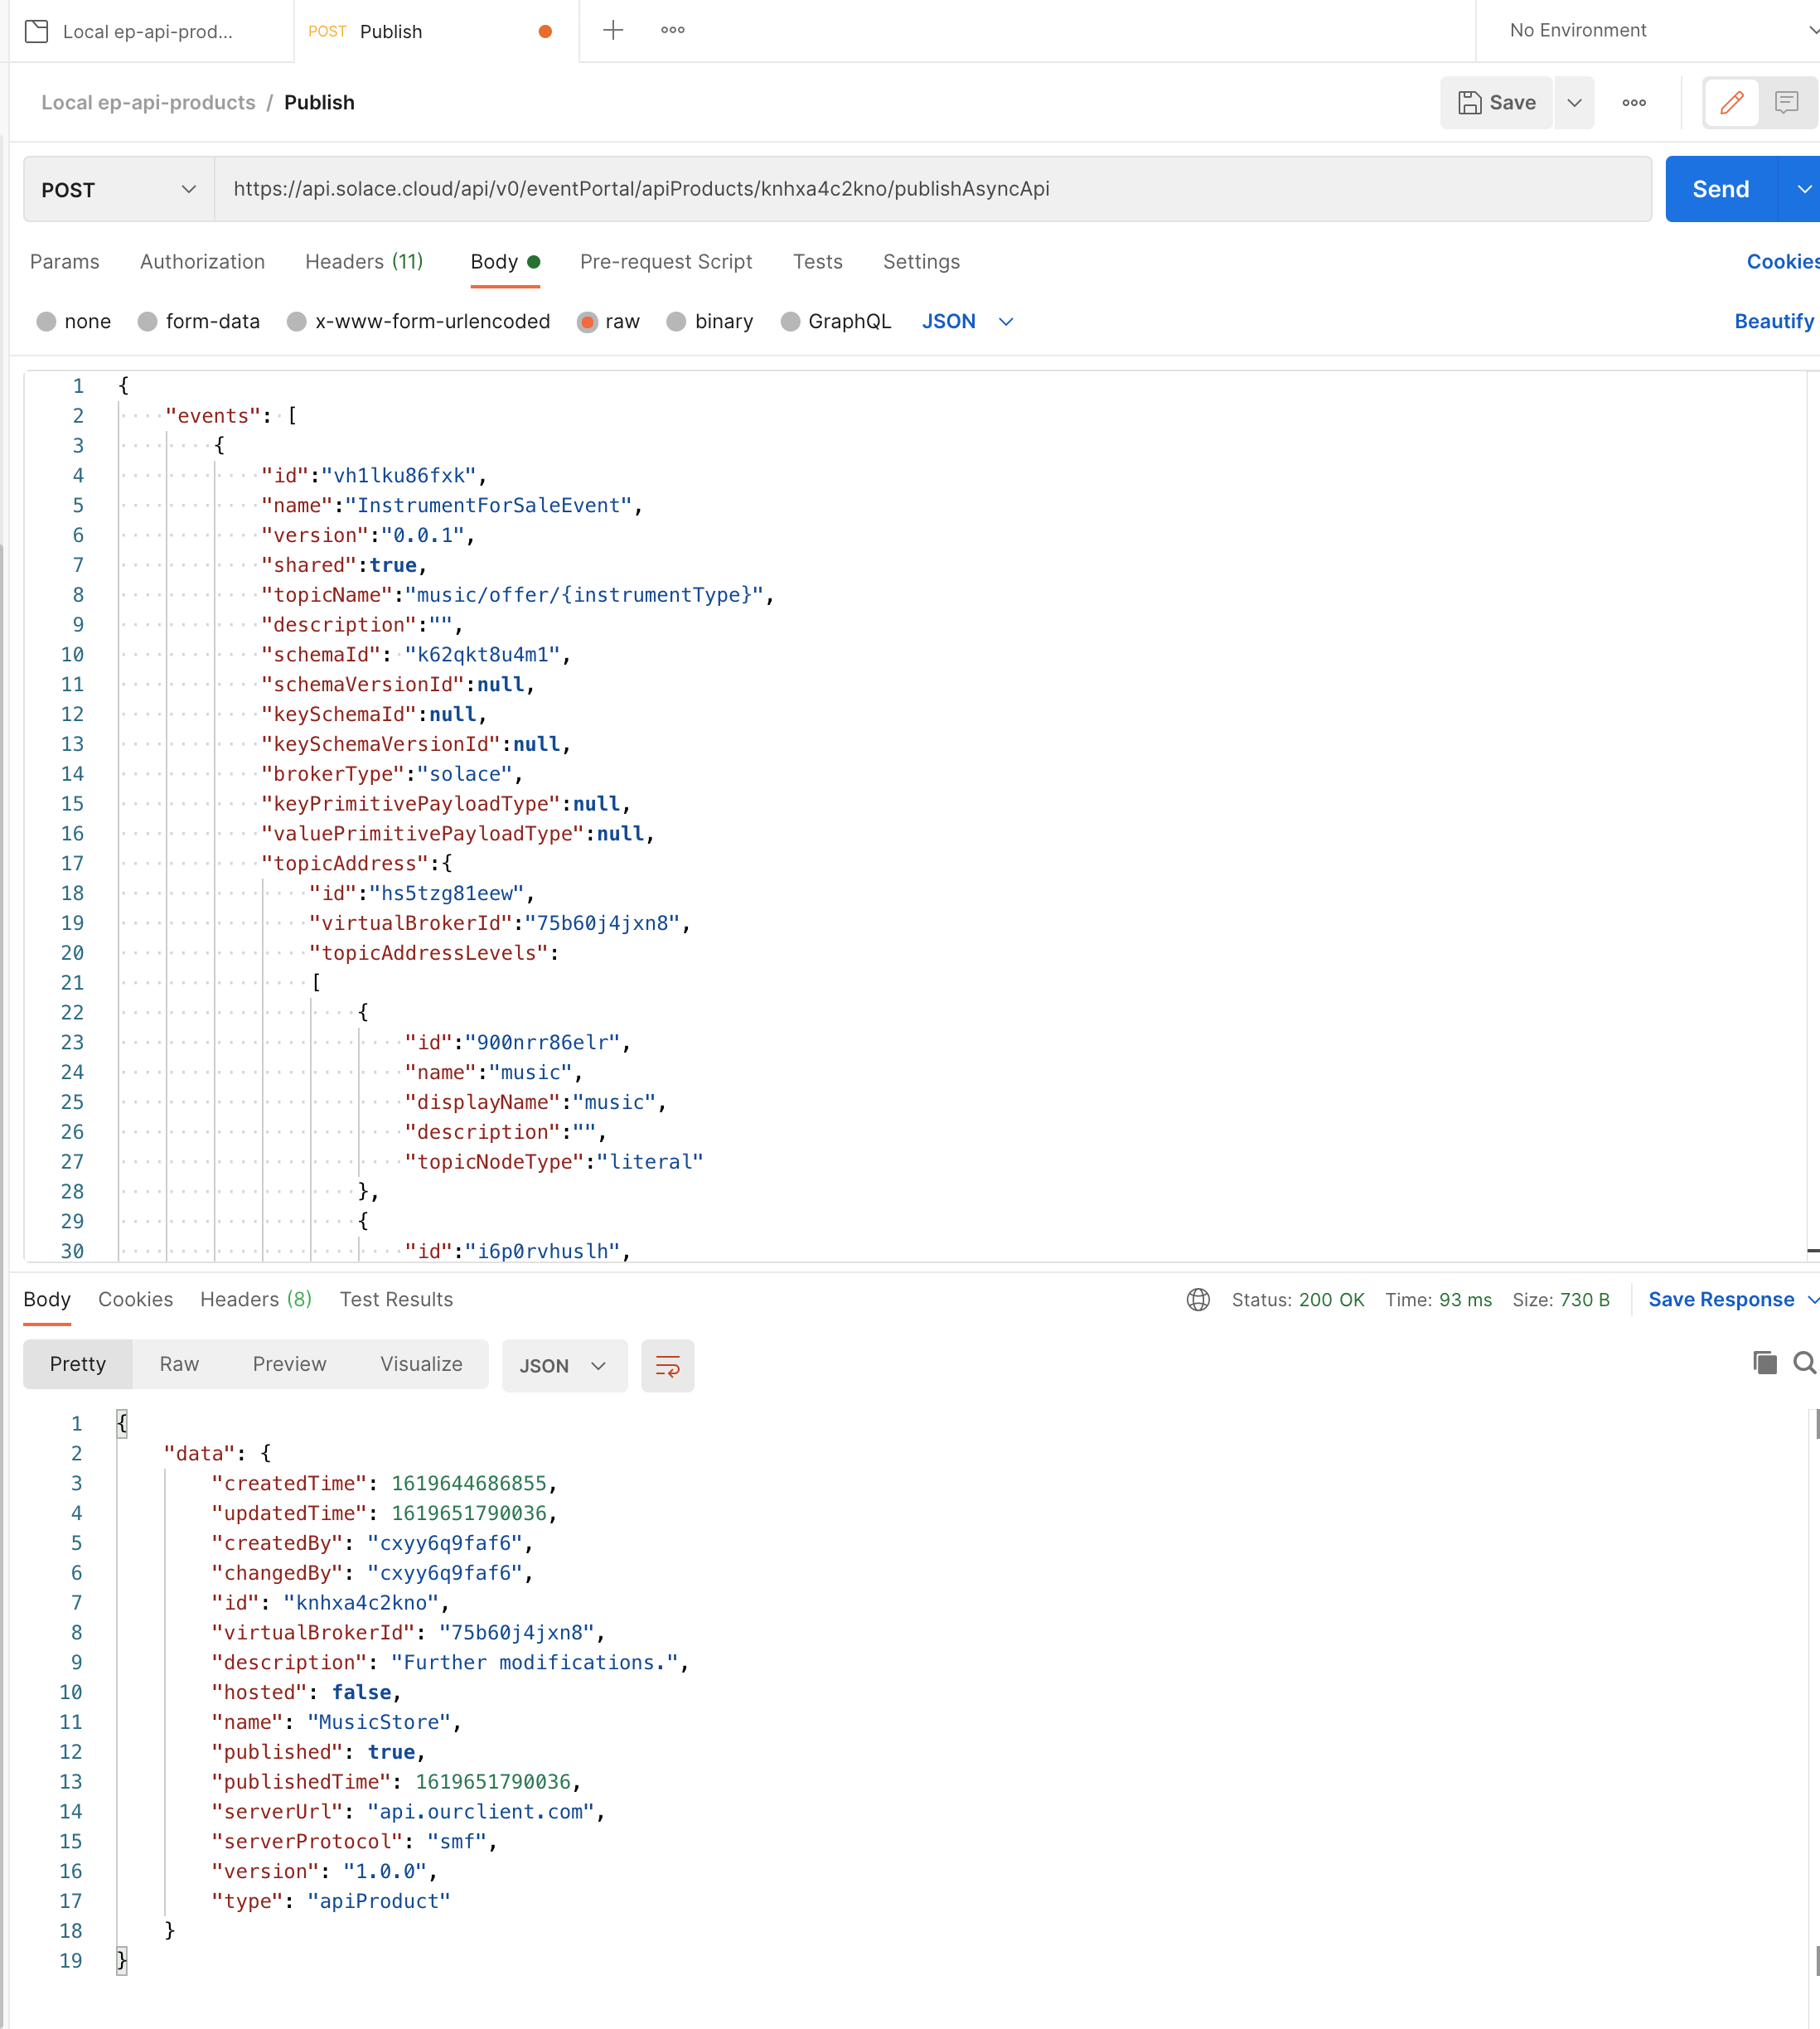 Local ep-api-prod... POST Publish No Environment
Local ep-api-products / Publish Save
POST https://api.solace.cloud/api/v0/eventPortal/apiProducts/knhxa4c2kno/publishAsyncApi Send
Params Authorization Headers (11) Body Pre-request Script Tests Settings Cookies
none form-data x-www-form-urlencoded raw binary GraphQL JSON Beautify
1 {
2 "events": [
3 {
4 "id":"vh1lku86fxk",
5 "name":"InstrumentForSaleEvent",
6 "version":"0.0.1",
7 "shared":true,
8 "topicName":"music/offer/{instrumentType}",
9 "description":"",
10 "schemaId": "k62qkt8u4m1",
11 "schemaVersionId":null,
12 "keySchemaId":null,
13 "keySchemaVersionId":null,
14 "brokerType":"solace",
15 "keyPrimitivePayloadType":null,
16 "valuePrimitivePayloadType":null,
17 "topicAddress":{
18 "id":"hs5tzg81eew",
19 "virtualBrokerId":"75b60j4jxn8",
20 "topicAddressLevels":
21 [
22 {
23 "id":"900nrr86elr",
24 "name":"music",
25 "displayName":"music",
26 "description":"",
27 "topicNodeType":"literal"
28 },
29 {
30 "id":"i6p0rvhuslh",
Body Cookies Headers (8) Test Results Status: 200 OK Time: 93 ms Size: 730 B Save Response
Pretty Raw Preview Visualize JSON
1 {
2 "data": {
3 "createdTime": 1619644686855,
4 "updatedTime": 1619651790036,
5 "createdBy": "cxyy6q9faf6",
6 "changedBy": "cxyy6q9faf6",
7 "id": "knhxa4c2kno",
8 "virtualBrokerId": "75b60j4jxn8",
9 "description": "Further modifications.",
10 "hosted": false,
11 "name": "MusicStore",
12 "published": true,
13 "publishedTime": 1619651790036,
14 "serverUrl": "api.ourclient.com",
15 "serverProtocol": "smf",
16 "version": "1.0.0",
17 "type": "apiProduct"
18 }
19 }